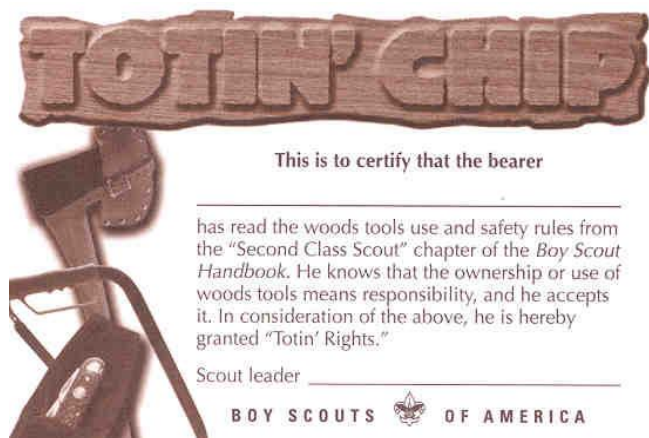 TOTIN' CHIP
This is to certify that the bearer
has read the woods tools use and safety rules from
the “Second Class Scout” chapter of the Boy Scout
Handbook. He knows that the ownership or use of
woods tools means responsibility, and he accepts
it. In consideration of the above, he is hereby
granted “Totin’ Rights.”
Scout leader
BOY SCOUTS OF AMERICA